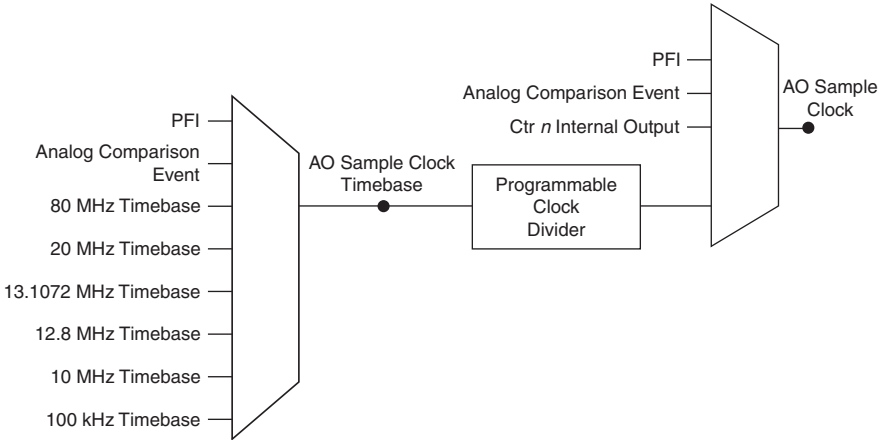 PFI
Analog Comparison Event
Ctr n Internal Output
AO Sample
Clock
PFI
Analog Comparison
Event
80 MHz Timebase
20 MHz Timebase
13.1072 MHz Timebase
12.8 MHz Timebase
10 MHz Timebase
100 kHz Timebase
AO Sample Clock
Timebase
Programmable
Clock
Divider